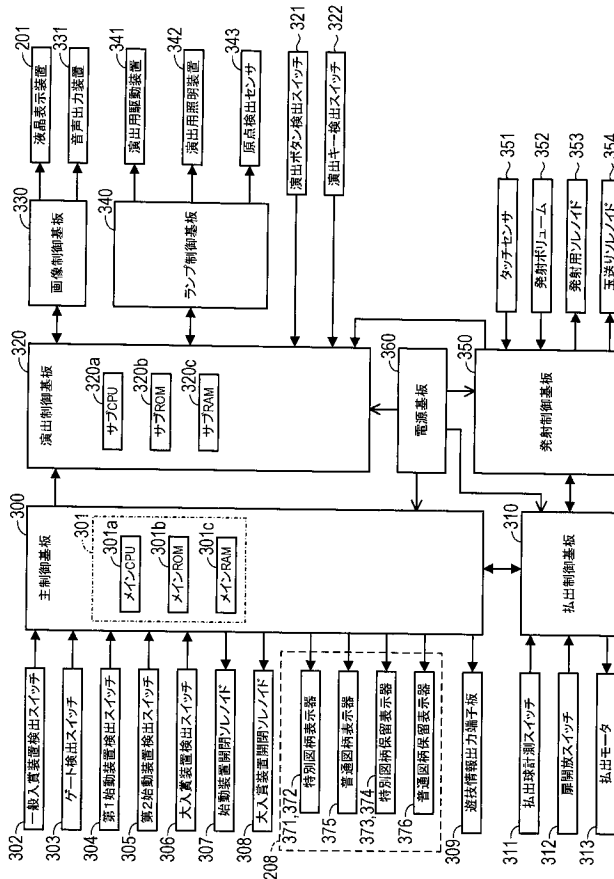 302 一般入賞装置検出スイッチ
303 ゲート検出スイッチ
304 第1始動装置検出スイッチ
305 第2始動装置検出スイッチ
306 大入賞装置検出スイッチ
307 始動装置開閉ソレノイド
308 大入賞装置開閉ソレノイド
208
371,372 特別図柄表示器
375 普通図柄表示器
373,374 特別図柄保留表示器
376 普通図柄保留表示器
309 遊技情報出力端子板
311 払出球計測スイッチ
312 扉開放スイッチ
313 払出モータ
300
主制御基板
301
301a
メインCPU
301b
メインROM
301c
メインRAM
310
払出制御基板
320
演出制御基板
320a
サブCPU
320b
サブROM
320c
サブRAM
360
電源基板
350
発射制御基板
330
画像制御基板
340
ランプ制御基板
液晶表示装置 201
音声出力装置 331
演出用駆動装置 341
演出用照明装置 342
原点検出センサ 343
演出ボタン検出スイッチ 321
演出キー検出スイッチ 322
タッチセンサ 351
発射ボリューム 352
発射用ソレノイド 353
玉送りソレノイド 354